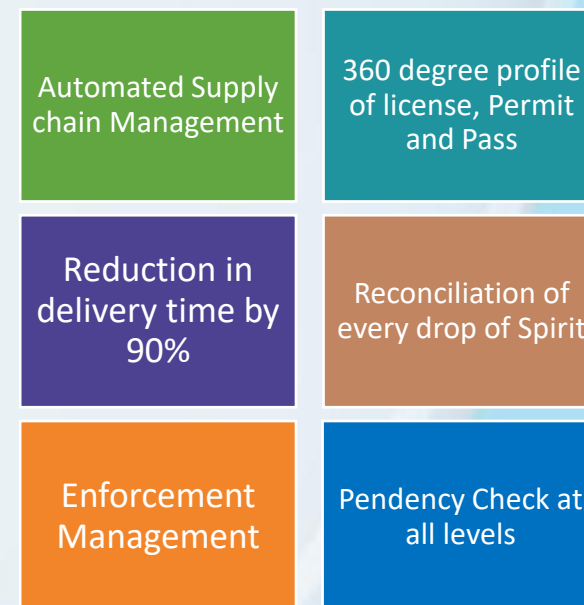 Automated Supply
chain Management
360 degree profile
of license, Permit
and Pass
Reduction in
delivery time by
90%
Reconciliation of
every drop of Spirit
Enforcement
Management
Pendency Check at
all levels